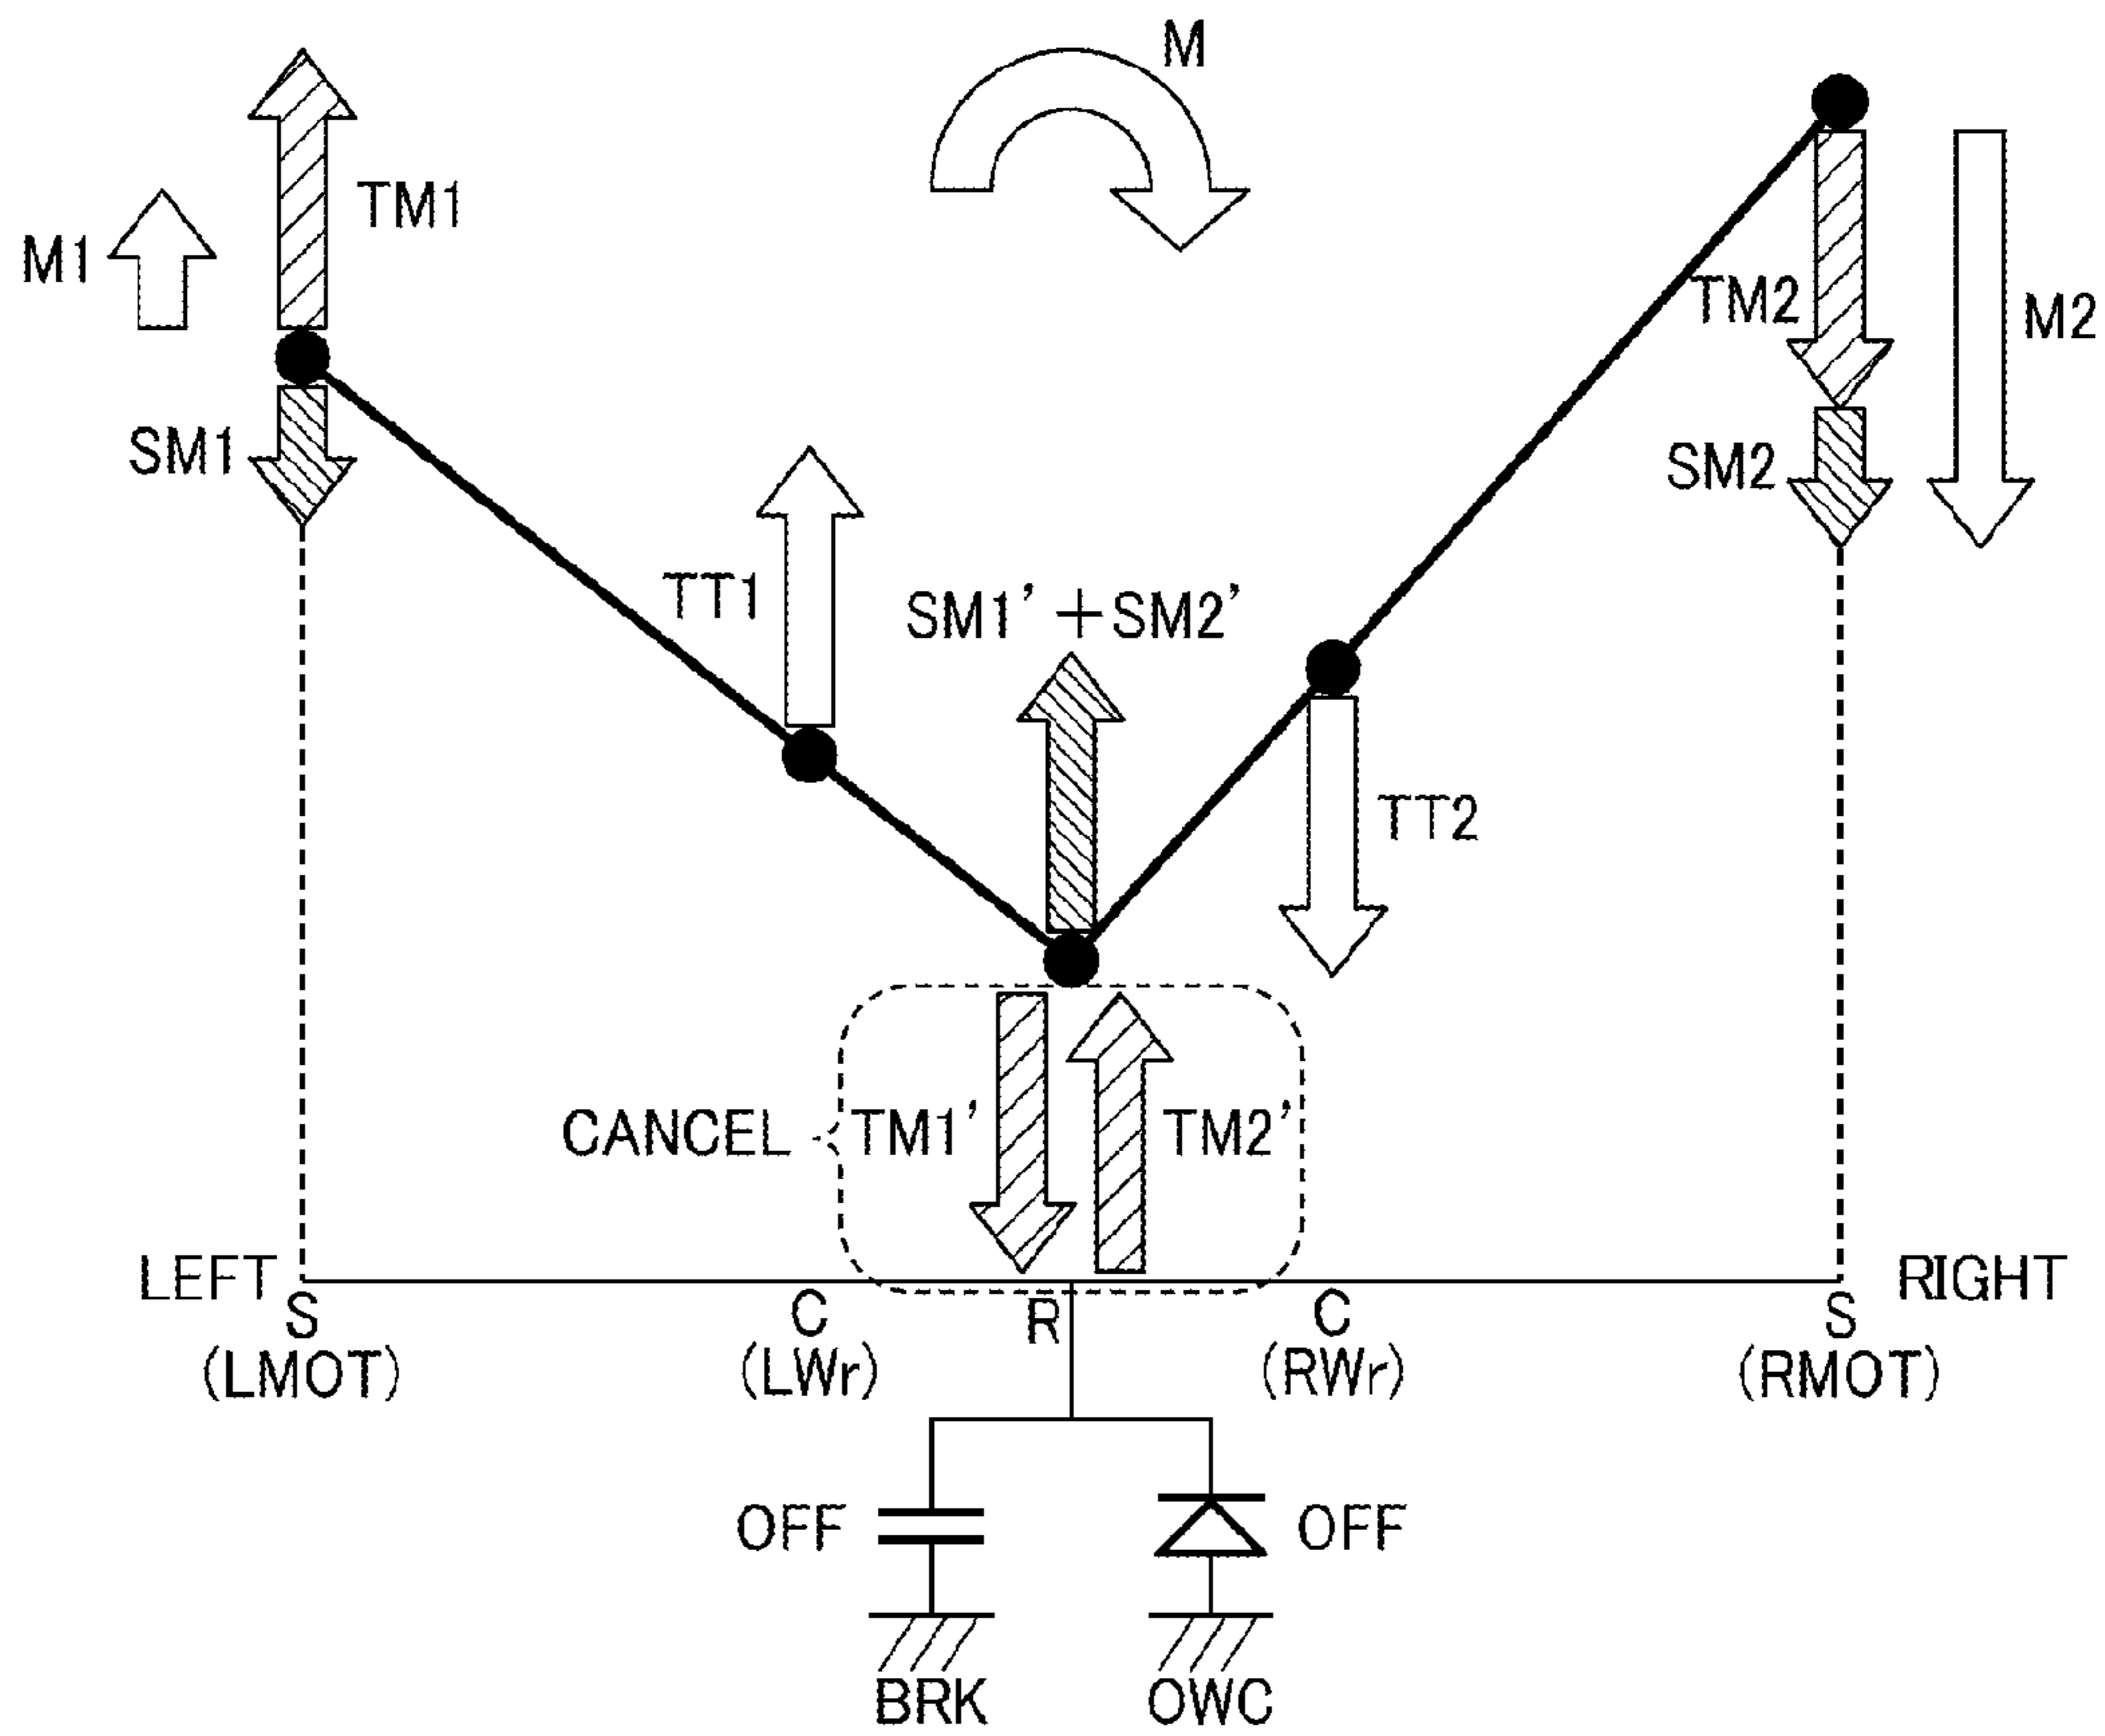 M
TM1
M1
TM2
M2
SM1
SM2
TT1
SM1’+SM2’
TT2
CANCEL
TM1’
TM2’
LEFT
RIGHT
S
C
R
C
S
(LMOT)
(LWr)
(RWr)
(RMOT)
OFF
OFF
BRK
OWC